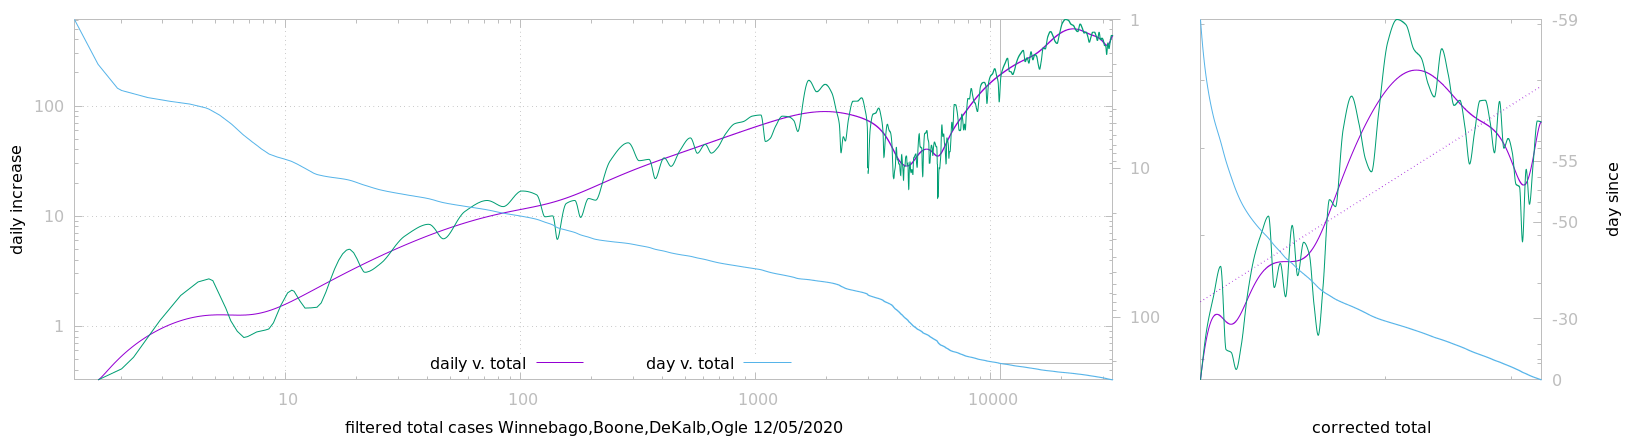 daily increase
100
10
1
1
10
100
daily v. total
day v. total
10
100
1000
10000
filtered total cases Winnebago,Boone,DeKalb,Ogle 12/05/2020
-59
-55
-50
-30
0
day since
corrected total